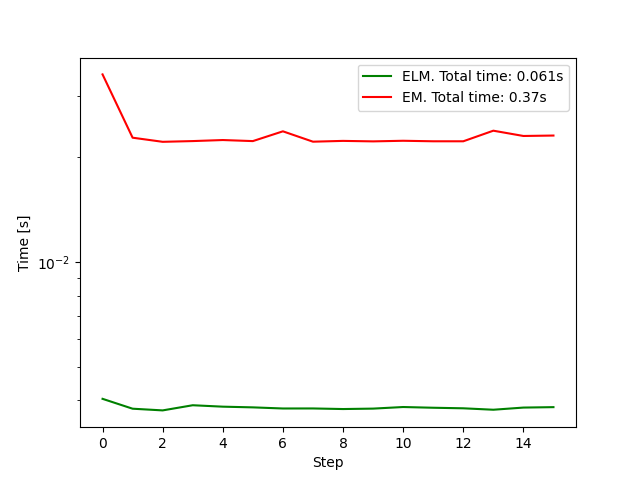 ELM. Total time: 0.061s
EM. Total time: 0.37s
Time [s]
10⁻²
0 2 4 6 8 10 12 14
Step